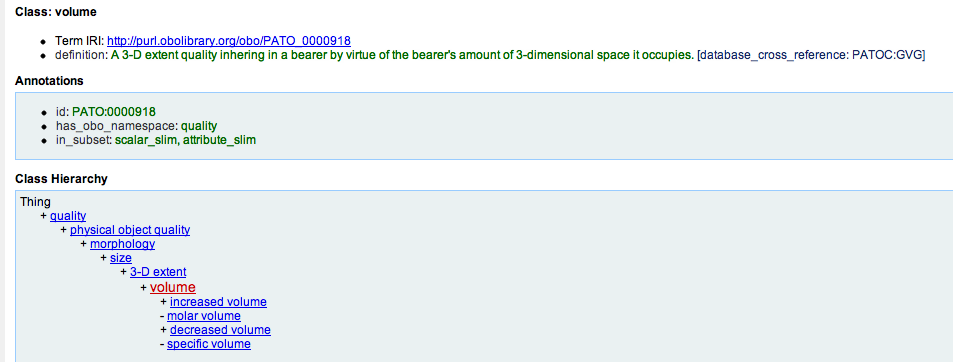 Class: volume
• Term IRI: http://purl.obolibrary.org/obo/PATO_0000918
• definition: A 3-D extent quality inhering in a bearer by virtue of the bearer's amount of 3-dimensional space it occupies. [database_cross_reference: PATOC:GVG]
Annotations
• id: PATO:0000918
• has_obo_namespace: quality
• in_subset: scalar_slim, attribute_slim
Class Hierarchy
Thing
+ quality
+ physical object quality
+ morphology
+ size
+ 3-D extent
+ volume
+ increased volume
- molar volume
+ decreased volume
- specific volume